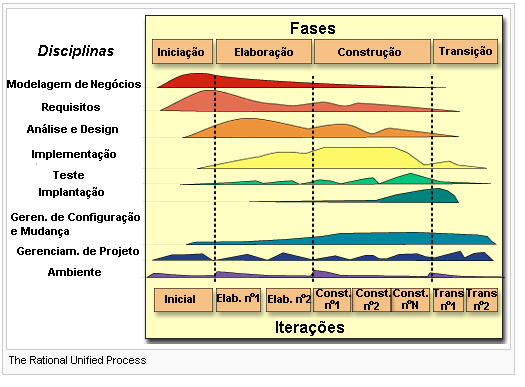 Fases
Disciplinas
Iniciação Elaboração Construção Transição
Modelagem de Negócios
Requisitos
Análise e Design
Implementação
Teste
Implantação
Geren. de Configuração
e Mudança
Gerenciam. de Projeto
Ambiente
Inicial Elab. nº1 Elab. nº2 Const. nº1 Const. nº2 Const. nºN Trans nº1 Trans nº2
Iterações
The Rational Unified Process